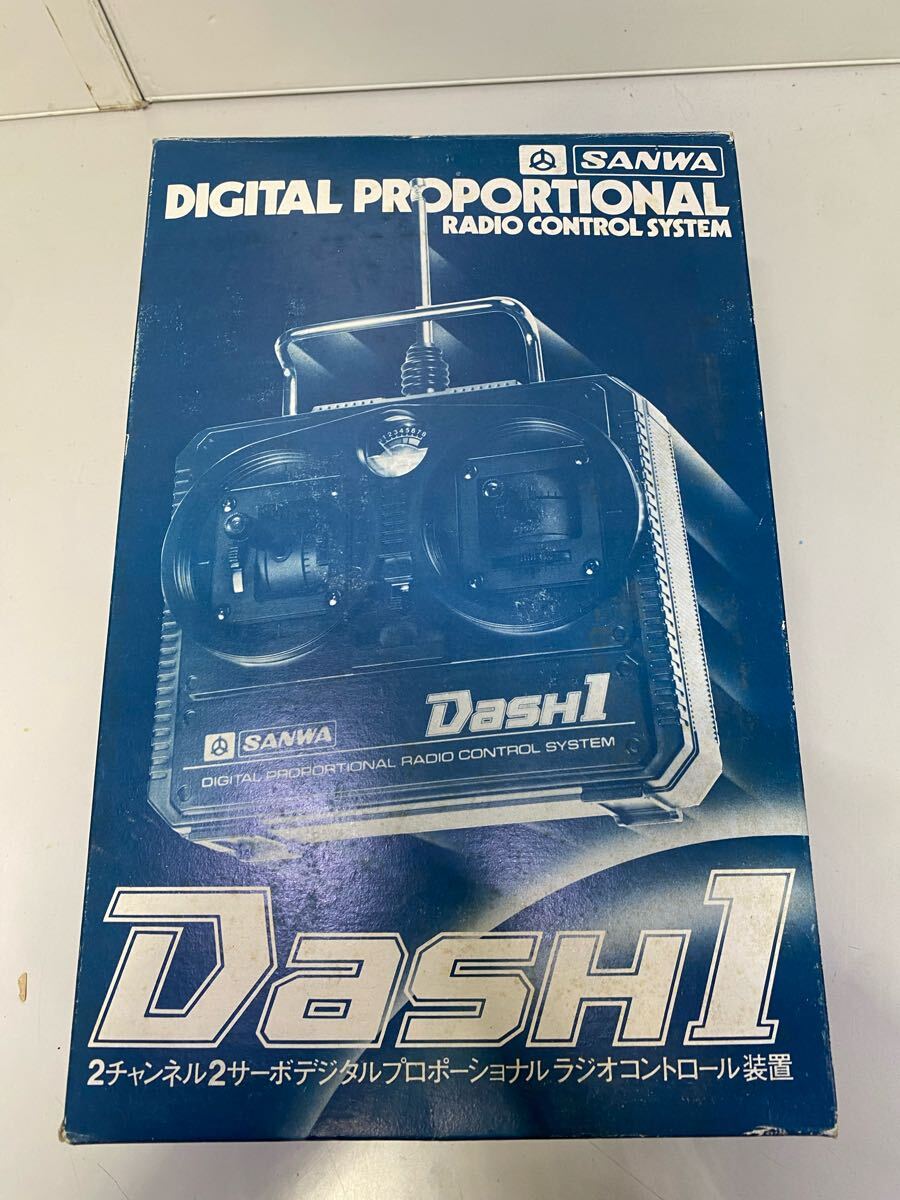 SANWA
DIGITAL PROPORTIONAL
RADIO CONTROL SYSTEM
12345678
DASH1
SANWA
DIGITAL PROPORTIONAL RADIO CONTROL SYSTEM
DASH1
2チャンネル2サーボデジタルプロポーショナル ラジオコントロール装置